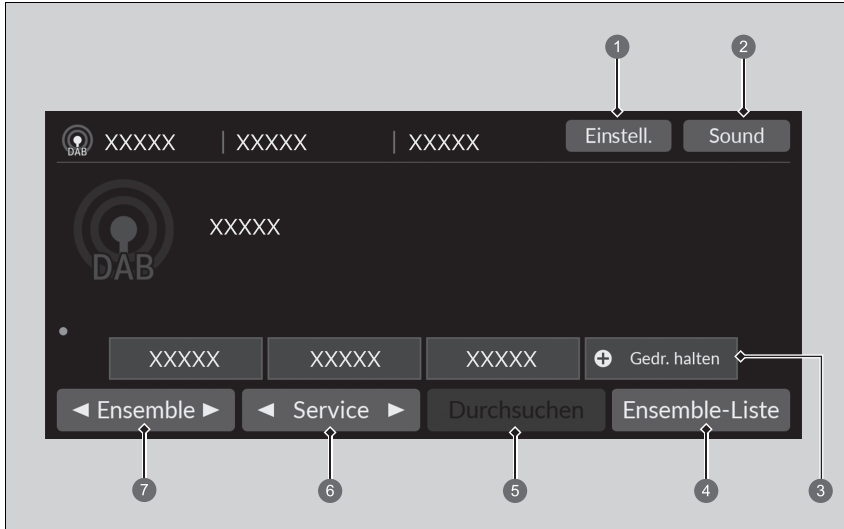 1 2
DAB XXXXX | XXXXX | XXXXX Einstell. Sound
DAB XXXXX
XXXXX XXXXX XXXXX Gedr. halten
◄ Ensemble ► ◄ Service ► Durchsuchen Ensemble-Liste
7 6 5 4 3